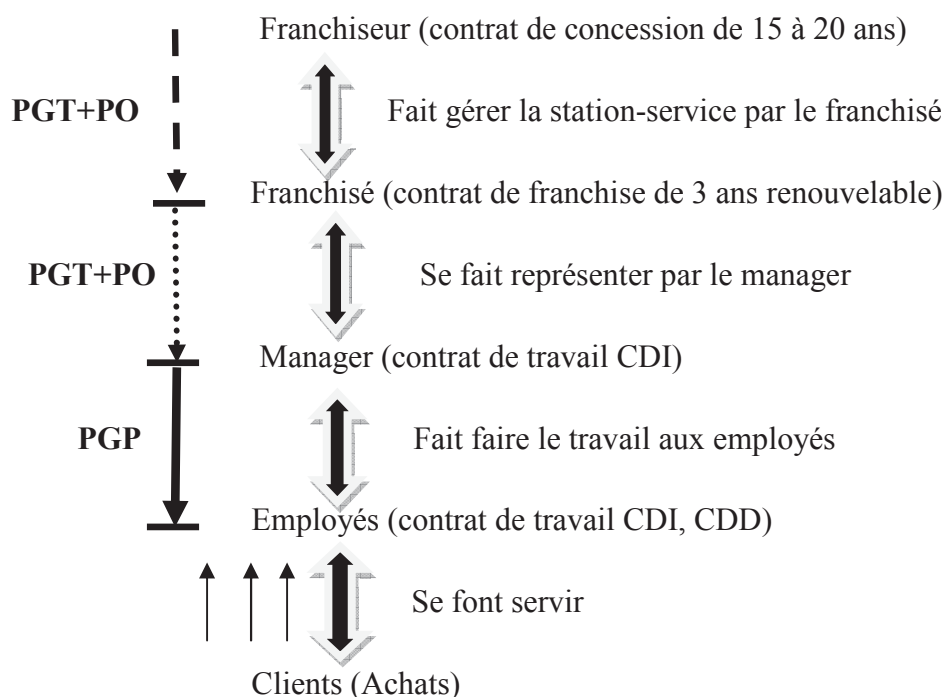 Franchiseur (contrat de concession de 15 à 20 ans)
PGT+PO
Fait gérer la station-service par le franchisé
Franchisé (contrat de franchise de 3 ans renouvelable)
PGT+PO
Se fait représenter par le manager
Manager (contrat de travail CDI)
PGP
Fait faire le travail aux employés
Employés (contrat de travail CDI, CDD)
Se font servir
Clients (Achats)